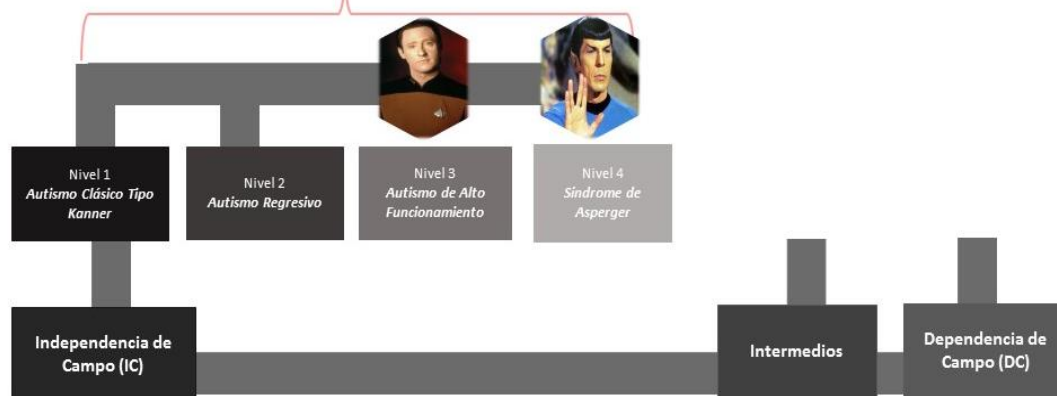 Nivel 1
Autismo Clásico Tipo
Kanner
Nivel 2
Autismo Regresivo
Nivel 3
Autismo de Alto
Funcionamiento
Nivel 4
Síndrome de
Asperger
Independencia de
Campo (IC)
Intermedios
Dependencia de
Campo (DC)